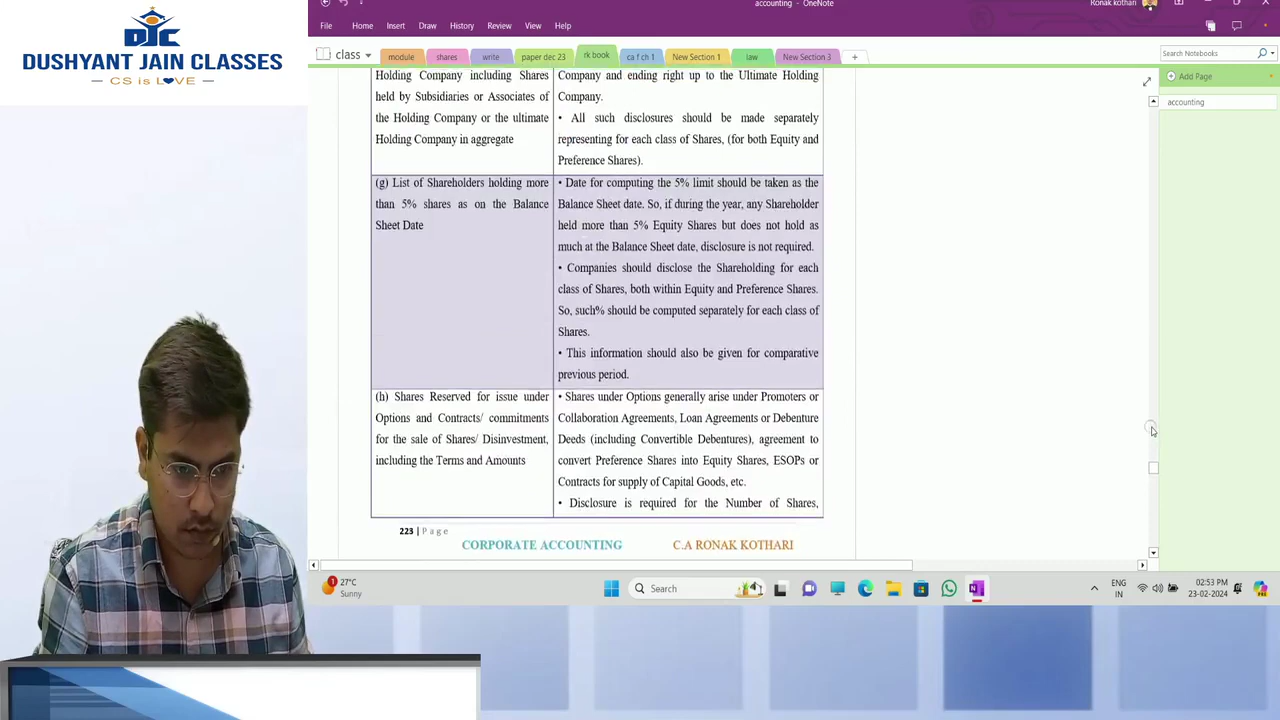 DUSHYANT JAIN CLASSES
CS is LOVE
accounting - OneNote
Ronak kothari
File Home Insert Draw History Review View Help
class
module
shares
write
paper dec 23
rk book
ca f ch 1
New Section 1
law
New Section 3
Search Notebooks
Add Page
accounting
Holding Company including Shares
held by Subsidiaries or Associates of
the Holding Company or the ultimate
Holding Company in aggregate
Company and ending right up to the Ultimate Holding
Company.
• All such disclosures should be made separately
representing for each class of Shares, (for both Equity and
Preference Shares).
(g) List of Shareholders holding more
than 5% shares as on the Balance
Sheet Date
• Date for computing the 5% limit should be taken as the
Balance Sheet date. So, if during the year, any Shareholder
held more than 5% Equity Shares but does not hold as
much at the Balance Sheet date, disclosure is not required.
• Companies should disclose the Shareholding for each
class of Shares, both within Equity and Preference Shares.
So, such% should be computed separately for each class of
Shares.
• This information should also be given for comparative
previous period.
(h) Shares Reserved for issue under
Options and Contracts/ commitments
for the sale of Shares/ Disinvestment,
including the Terms and Amounts
• Shares under Options generally arise under Promoters or
Collaboration Agreements, Loan Agreements or Debenture
Deeds (including Convertible Debentures), agreement to
convert Preference Shares into Equity Shares, ESOPs or
Contracts for supply of Capital Goods, etc.
• Disclosure is required for the Number of Shares,
223 | Page
CORPORATE ACCOUNTING C.A RONAK KOTHARI
1
27°C
Sunny
Search
ENG
IN
02:53 PM
23-02-2024